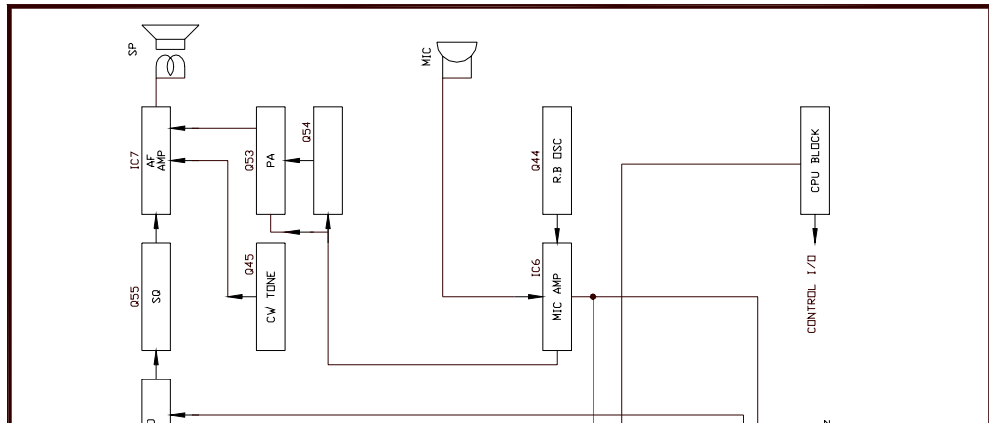 SP
MIC
IC7
AF
AMP
Q53
PA
Q54
Q44
R.B OSC
CPU BLOCK
Q55
SQ
Q45
CW TONE
IC6
MIC AMP
CONTROL I/O